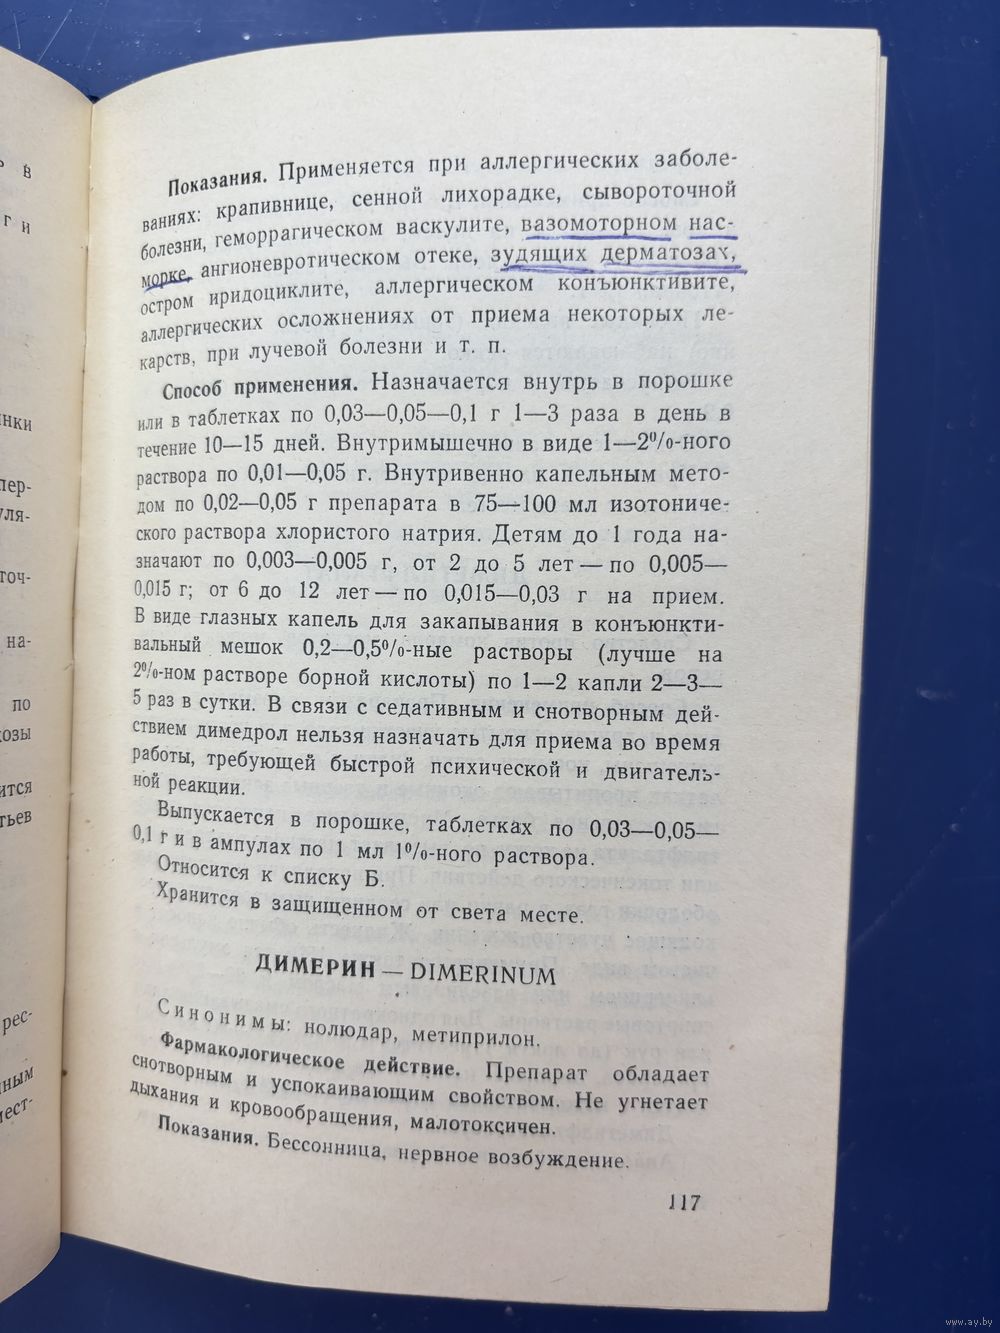 Показания. Применяется при аллергических заболе-
ваниях: крапивнице, сенной лихорадке, сывороточной
болезни, геморрагическом васкулите, вазомоторном нас-
морке, ангионевротическом отеке, зудящих дерматозах,
остром иридоциклите, аллергическом конъюнктивите,
аллергических осложнениях от приема некоторых ле-
карств, при лучевой болезни и т. п.
Способ применения. Назначается внутрь в порошке
или в таблетках по 0,03—0,05—0,1 г 1—3 раза в день в
течение 10—15 дней. Внутримышечно в виде 1—2%-ного
раствора по 0,01—0,05 г. Внутривенно капельным мето-
дом по 0,02—0,05 г препарата в 75—100 мл изотониче-
ского раствора хлористого натрия. Детям до 1 года на-
значают по 0,003—0,005 г, от 2 до 5 лет — по 0,005—
0,015 г; от 6 до 12 лет — по 0,015—0,03 г на прием.
В виде глазных капель для закапывания в конъюнкти-
вальный мешок 0,2—0,5%-ные растворы (лучше на
2%-ном растворе борной кислоты) по 1—2 капли 2—3—
5 раз в сутки. В связи с седативным и снотворным дей-
ствием димедрол нельзя назначать для приема во время
работы, требующей быстрой психической и двигатель-
ной реакции.
Выпускается в порошке, таблетках по 0,03—0,05—
0,1 г и в ампулах по 1 мл 1%-ного раствора.
Относится к списку Б.
Хранится в защищенном от света месте.
ДИМЕРИН — DIMERINUM
Синонимы: нолюдар, метиприлон.
Фармакологическое действие. Препарат обладает
снотворным и успокаивающим свойством. Не угнетает
дыхания и кровообращения, малотоксичен.
Показания. Бессонница, нервное возбуждение.
117
www.ay.by